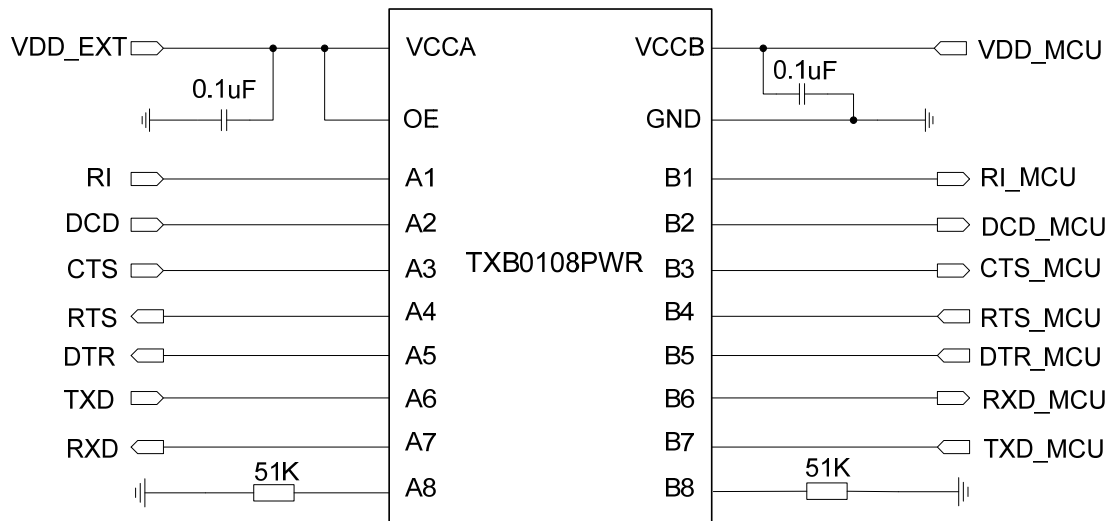 VDD_EXT VCCA VCCB VDD_MCU
0.1uF 0.1uF
OE GND
RI A1 B1 RI_MCU
DCD A2 B2 DCD_MCU
TXB0108PWR
CTS A3 B3 CTS_MCU
RTS A4 B4 RTS_MCU
DTR A5 B5 DTR_MCU
TXD A6 B6 RXD_MCU
RXD A7 B7 TXD_MCU
51K 51K
A8 B8